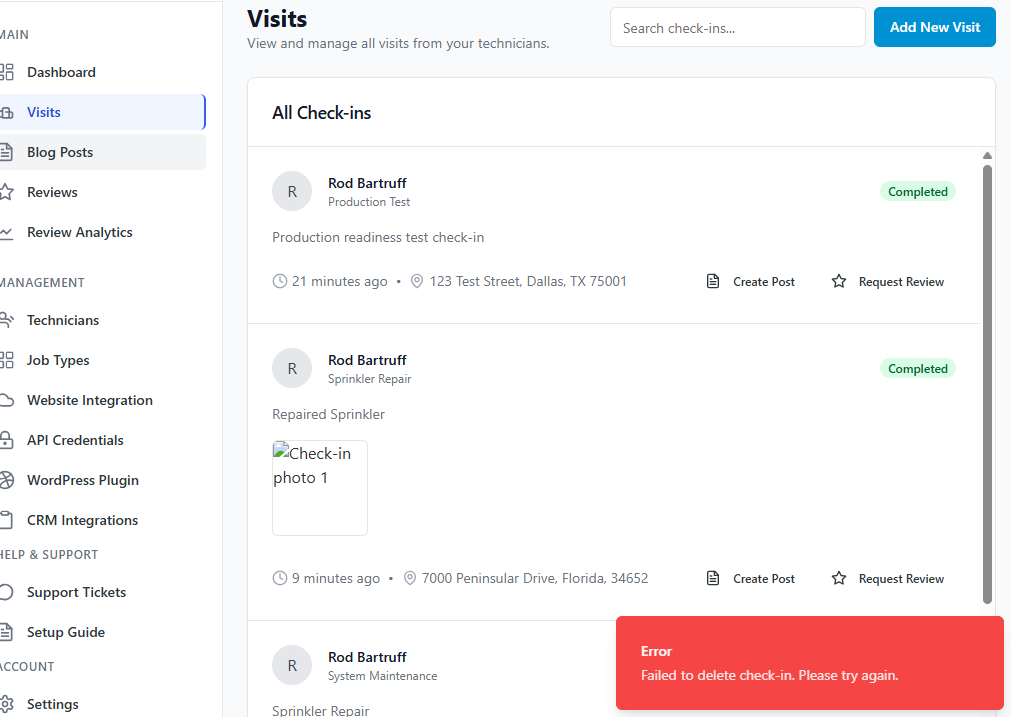 MAIN
Dashboard
Visits
Blog Posts
Reviews
Review Analytics
MANAGEMENT
Technicians
Job Types
Website Integration
API Credentials
WordPress Plugin
CRM Integrations
HELP & SUPPORT
Support Tickets
Setup Guide
ACCOUNT
Settings
Visits
View and manage all visits from your technicians.
Search check-ins...
Add New Visit
All Check-ins
R
Rod Bartruff
Production Test
Completed
Production readiness test check-in
21 minutes ago • 123 Test Street, Dallas, TX 75001
Create Post
Request Review
R
Rod Bartruff
Sprinkler Repair
Completed
Repaired Sprinkler
Check-in
photo 1
9 minutes ago • 7000 Peninsular Drive, Florida, 34652
Create Post
Request Review
R
Rod Bartruff
System Maintenance
Sprinkler Repair
Error
Failed to delete check-in. Please try again.